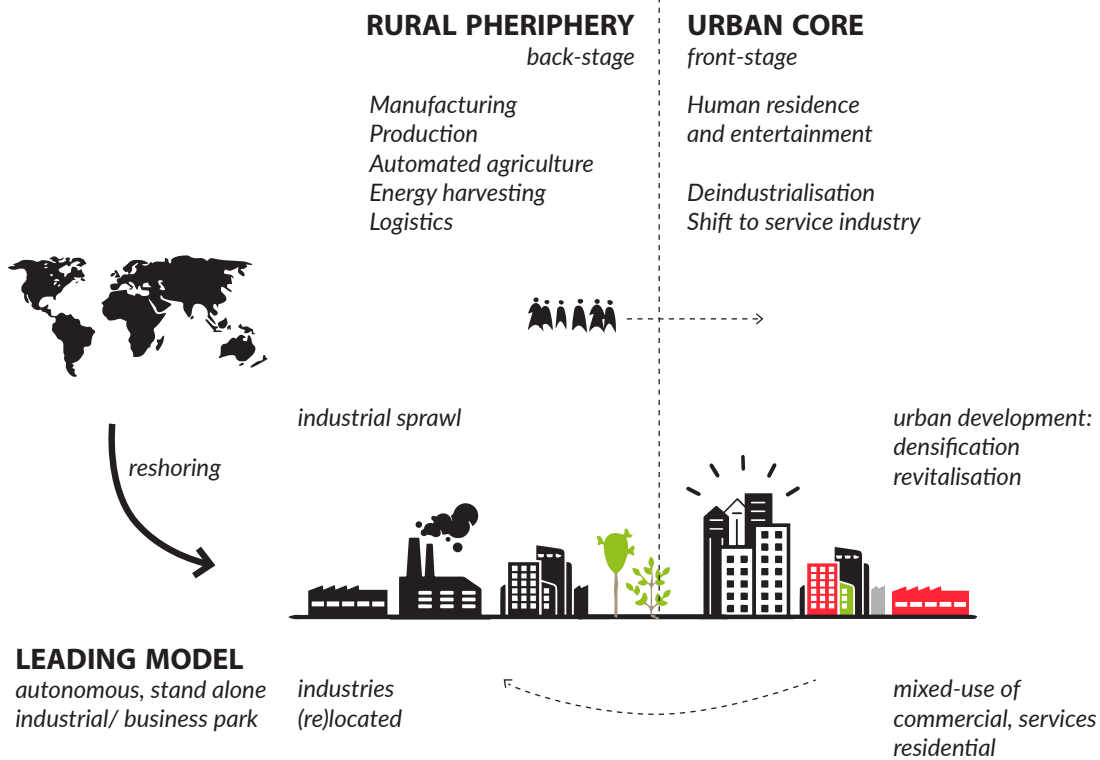 RURAL PHERIPHERY
back-stage
Manufacturing
Production
Automated agriculture
Energy harvesting
Logistics
URBAN CORE
front-stage
Human residence
and entertainment
Deindustrialisation
Shift to service industry
industrial sprawl
urban development:
densification
revitalisation
reshoring
LEADING MODEL
autonomous, stand alone
industrial/ business park
industries
(re)located
mixed-use of
commercial, services
residential